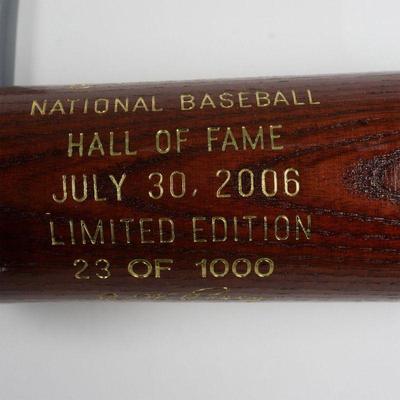 NATIONAL BASEBALL
HALL OF FAME
JULY 30, 2006
LIMITED EDITION
23 OF 1000